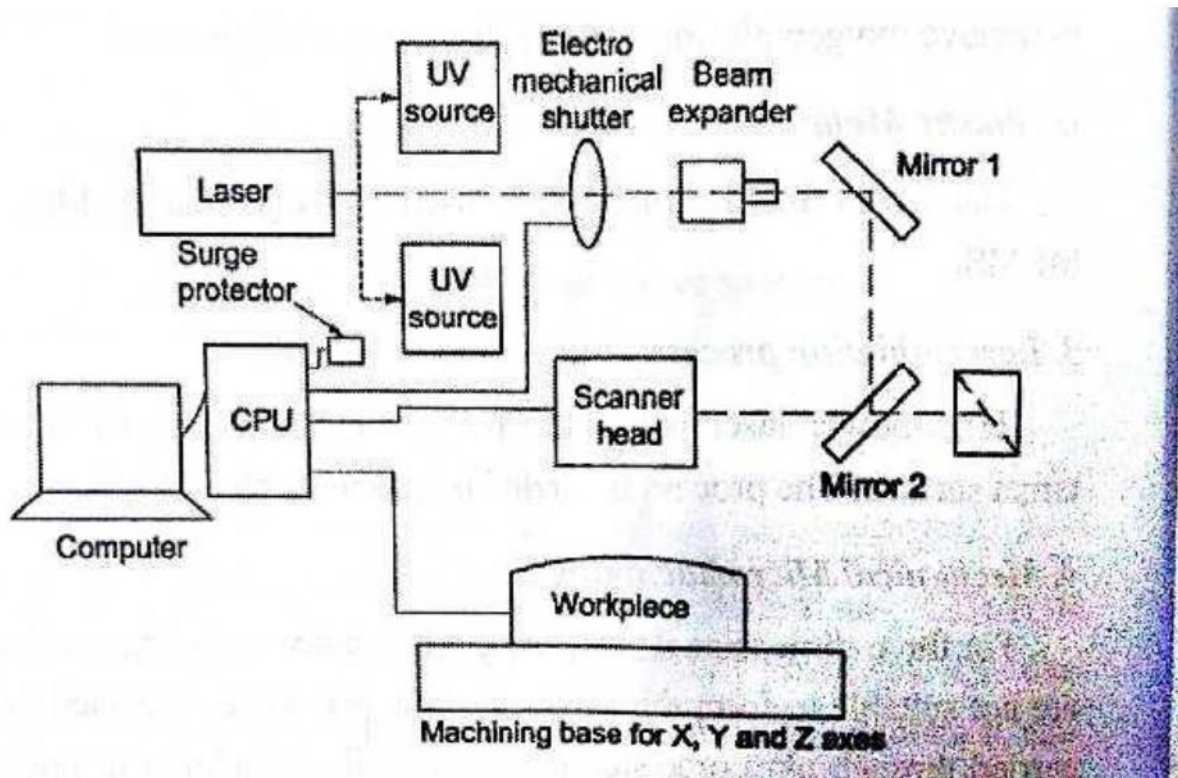 UV
source
Electro
mechanical
shutter
Beam
expander
Mirror 1
Laser
Surge
protector
UV
source
CPU
Scanner
head
Mirror 2
Computer
Workpiece
Machining base for X, Y and Z axes